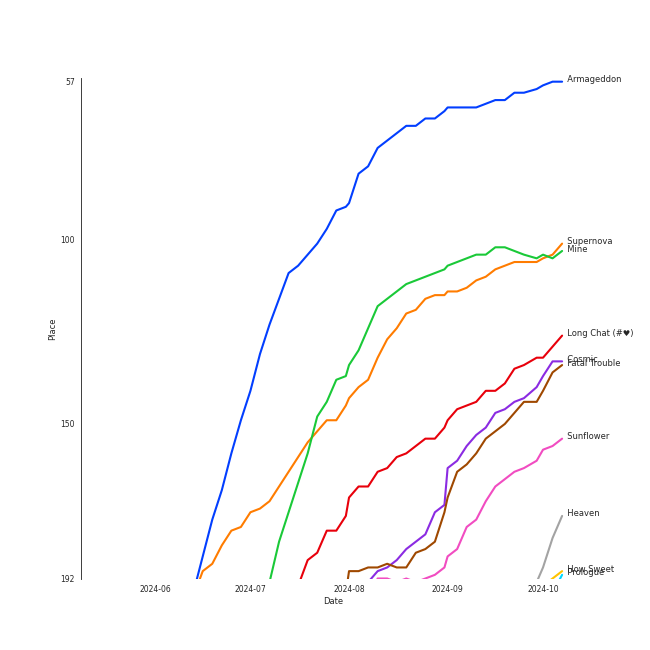 57
100
150
192
Place
2024-06
2024-07
2024-08
2024-09
2024-10
Date
Armageddon
Supernova
Mine
Long Chat (#♥)
Cosmic
Fatal Trouble
Sunflower
Heaven
How Sweet
Prologue